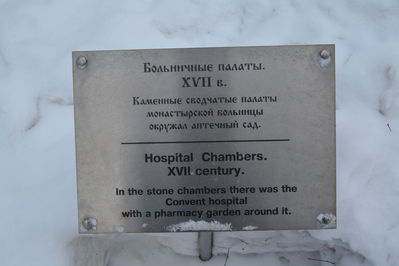 Больничные палаты.
XVII в.
Каменные сводчатые палаты
монастырской больницы
окружал аптечный сад.
Hospital Chambers.
XVII century.
In the stone chambers there was the
Convent hospital
with a pharmacy garden around it.